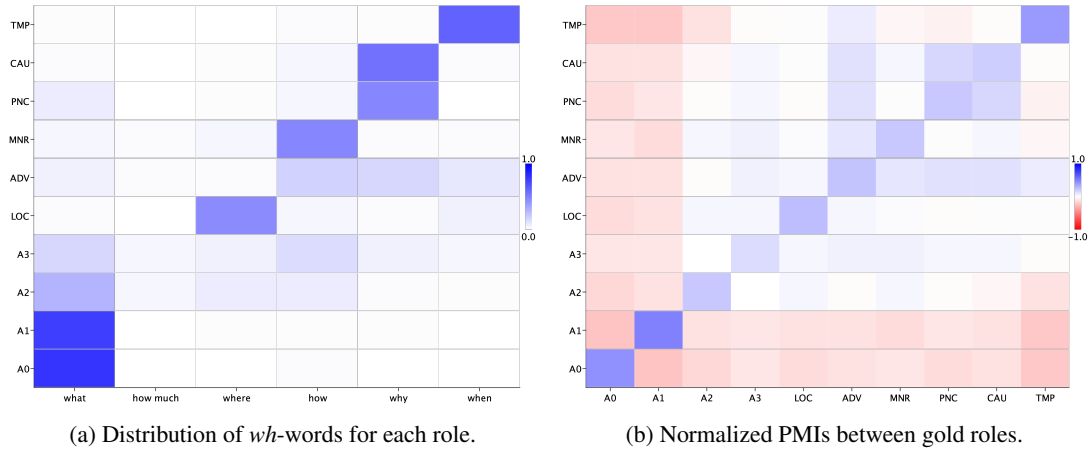 TMP
CAU
PNC
MNR
ADV
LOC
A3
A2
A1
A0
what how much where how why when
1.0
0.0
(a) Distribution of wh-words for each role.
TMP
CAU
PNC
MNR
ADV
LOC
A3
A2
A1
A0
A0 A1 A2 A3 LOC ADV MNR PNC CAU TMP
1.0
-1.0
(b) Normalized PMIs between gold roles.